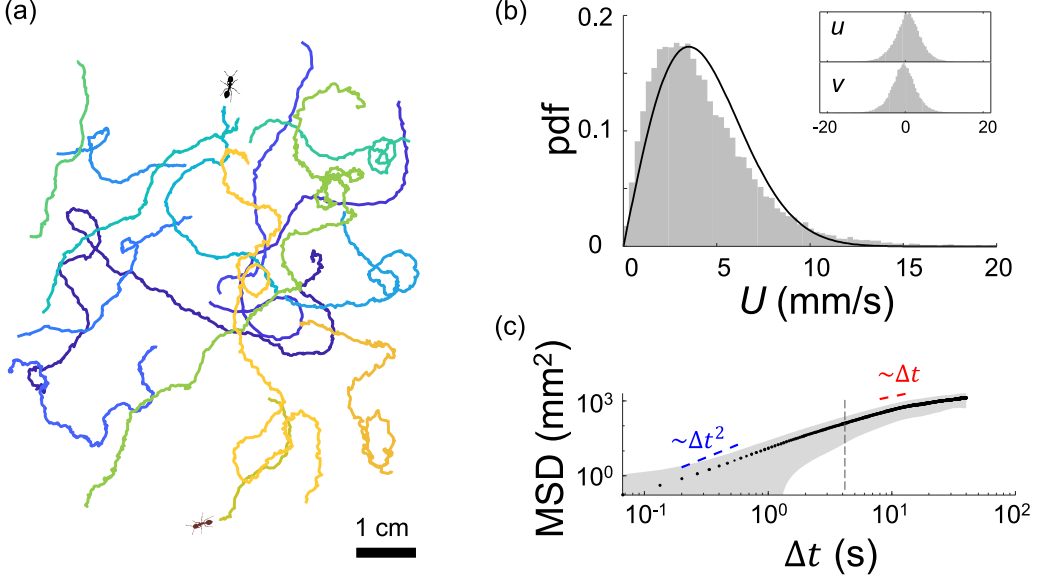 (a)
1 cm
(b)
pdf
0.2
0.1
0
0
5
10
15
20
U (mm/s)
u
v
-20
0
20
(c)
MSD (mm²)
10³
10⁰
~Δt²
~Δt
10⁻¹
10⁰
10¹
10²
Δt (s)